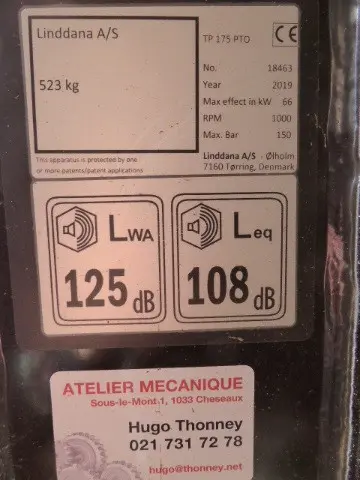 Linddana A/S
523 kg
This apparatus is protected by one
or more patents/patent applications
TP 175 PTO CE
No. 18463
Year 2019
Max effect in kW 66
RPM 1000
Max. Bar 150
Linddana A/S - Ølholm
7160 Tørring, Denmark
LWA
125 dB
Leq
108 dB
ATELIER MECANIQUE
Sous-le-Mont 1, 1033 Cheseaux
Hugo Thonney
021 731 72 78
hugo@thonney.net